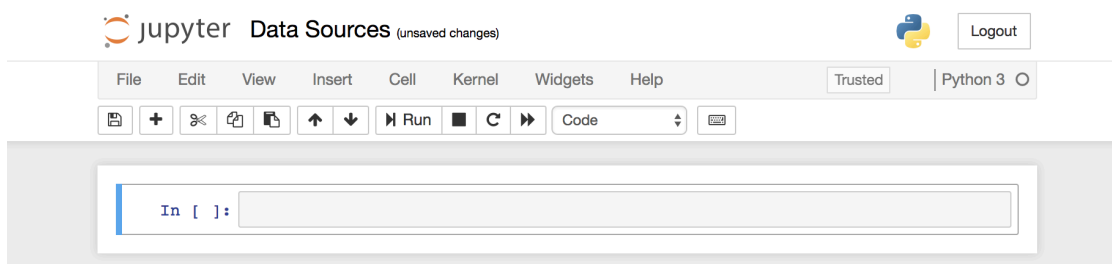 jupyter Data Sources (unsaved changes) Logout
File Edit View Insert Cell Kernel Widgets Help Trusted Python 3
Run Code
In [ ]: